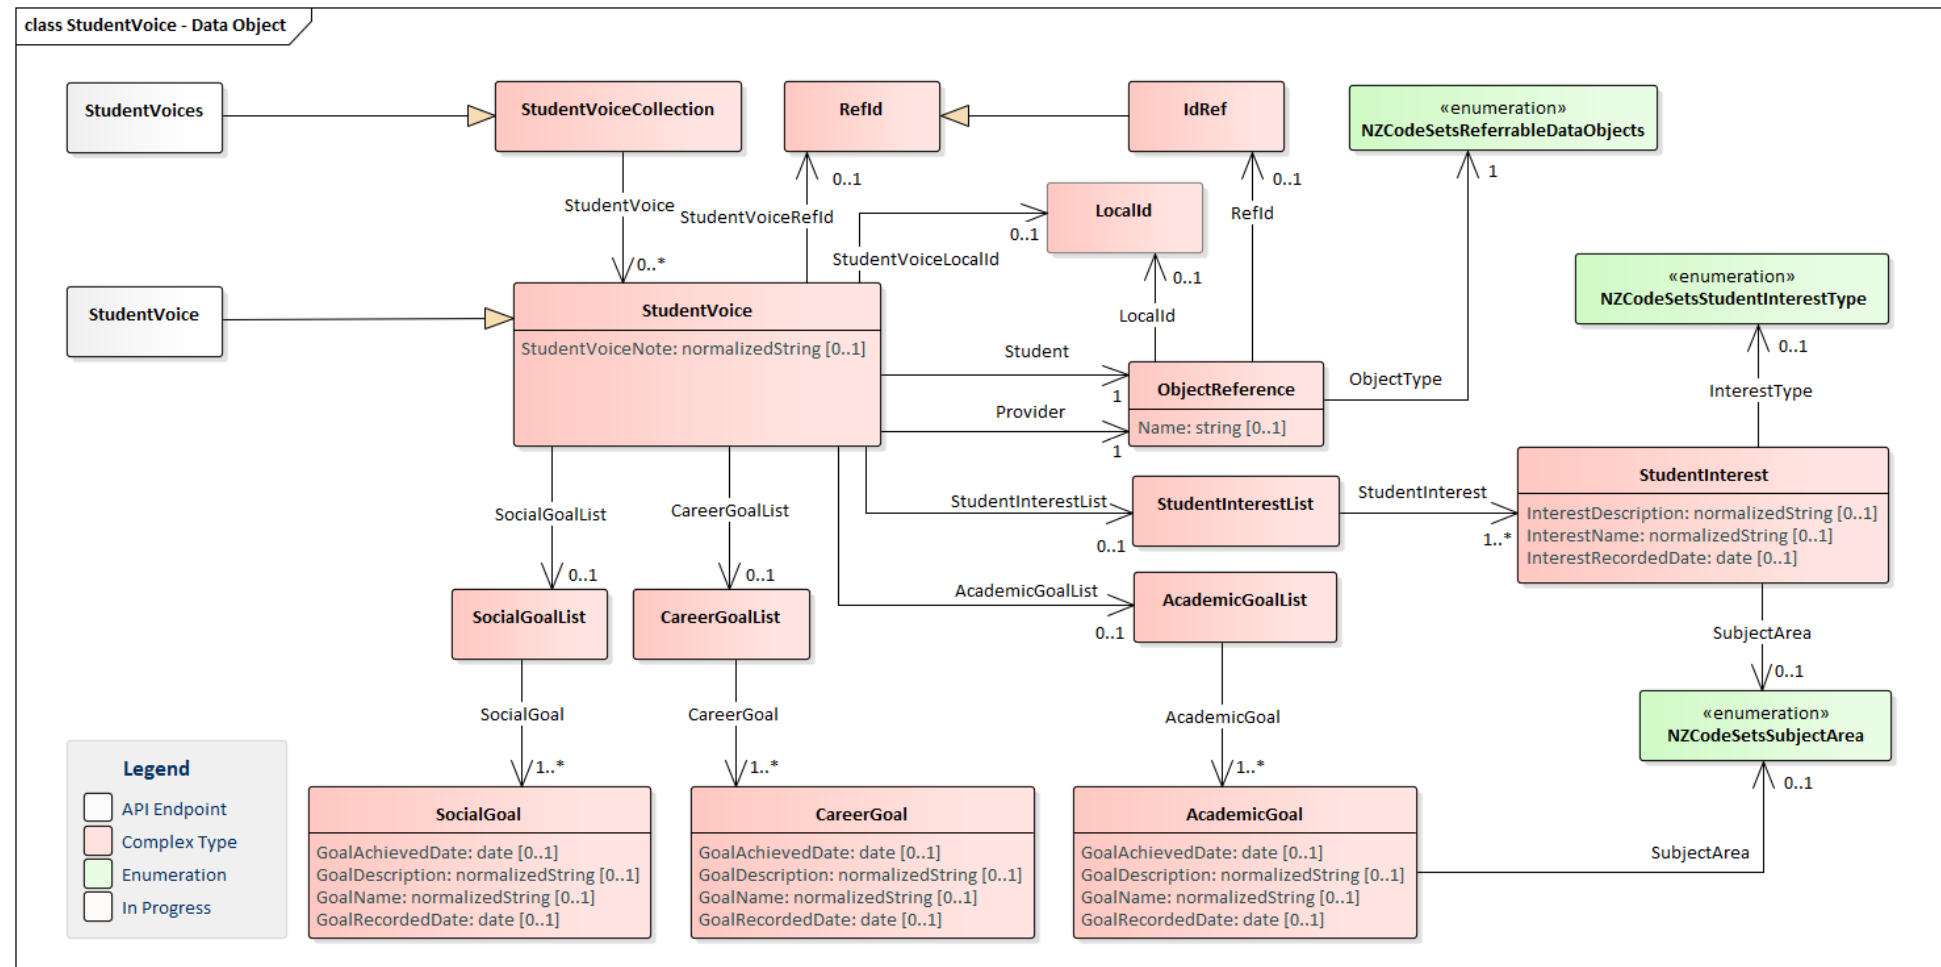 class StudentVoice - Data Object
StudentVoices
StudentVoiceCollection
RefId
IdRef
«enumeration»
NZCodeSetsReferrableDataObjects
0..1
0..1
1
StudentVoice
StudentVoiceRefId
LocalId
RefId
0..1
StudentVoiceLocalId
0..*
0..1
«enumeration»
NZCodeSetsStudentInterestType
StudentVoice
StudentVoice
StudentVoiceNote: normalizedString [0..1]
LocalId
Student
1
ObjectReference
Name: string [0..1]
ObjectType
0..1
InterestType
Provider
1
StudentInterestList
0..1
StudentInterestList
StudentInterest
1..*
StudentInterest
InterestDescription: normalizedString [0..1]
InterestName: normalizedString [0..1]
InterestRecordedDate: date [0..1]
SocialGoalList
CareerGoalList
0..1
0..1
AcademicGoalList
0..1
AcademicGoalList
SocialGoalList
CareerGoalList
SubjectArea
0..1
«enumeration»
NZCodeSetsSubjectArea
SocialGoal
CareerGoal
AcademicGoal
1..*
1..*
1..*
0..1
Legend
API Endpoint
Complex Type
Enumeration
In Progress
SocialGoal
GoalAchievedDate: date [0..1]
GoalDescription: normalizedString [0..1]
GoalName: normalizedString [0..1]
GoalRecordedDate: date [0..1]
CareerGoal
GoalAchievedDate: date [0..1]
GoalDescription: normalizedString [0..1]
GoalName: normalizedString [0..1]
GoalRecordedDate: date [0..1]
AcademicGoal
GoalAchievedDate: date [0..1]
GoalDescription: normalizedString [0..1]
GoalName: normalizedString [0..1]
GoalRecordedDate: date [0..1]
SubjectArea